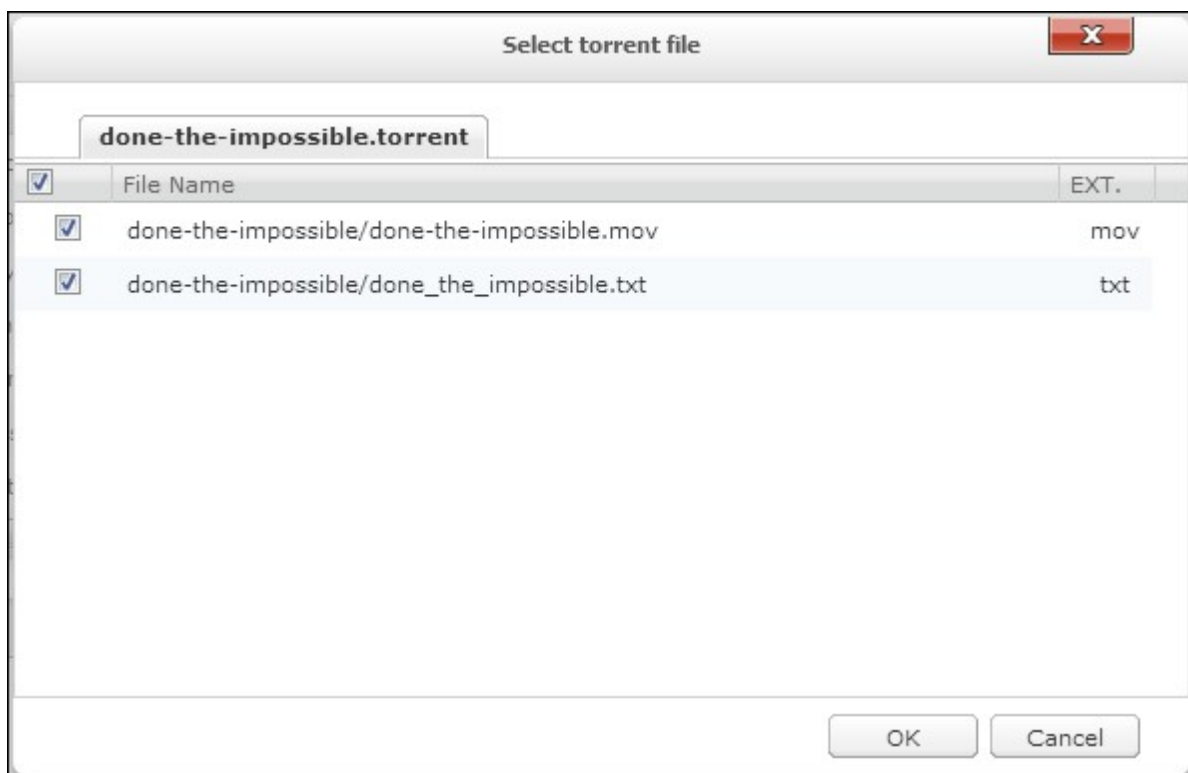 Select torrent file
X
done-the-impossible.torrent
File Name EXT.
done-the-impossible/done-the-impossible.mov mov
done-the-impossible/done_the_impossible.txt txt
OK Cancel